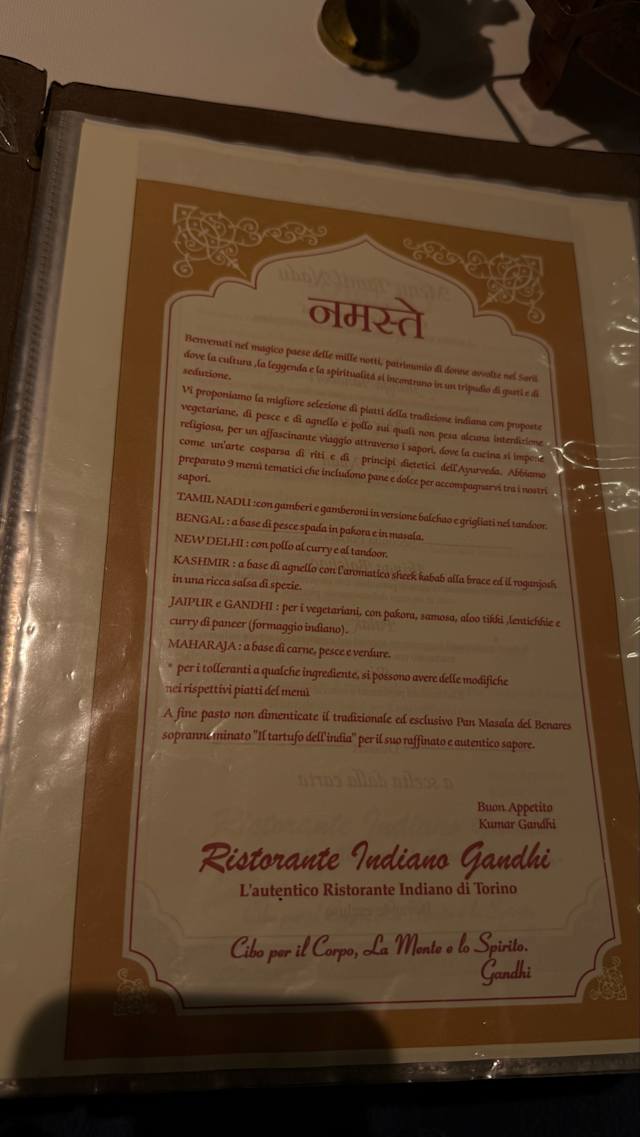 नमस्ते
Benvenuti nel magico paese delle mille notti, patrimonio di donne avvolte nel Sarii
dove la cultura ,la leggenda e la spiritualità si incontrano in un tripudio di gusti e di
seduzione.
Vi proponiamo la migliore selezione di piatti della tradizione indiana con proposte
vegetariane, di pesce e di agnello e pollo sui quali non pesa alcuna interdizione
religiosa, per un affascinante viaggio attraverso i sapori, dove la cucina si impone
come un'arte cosparsa di riti e di principi dietetici dell'Ayurveda. Abbiamo
preparato 9 menù tematici che includono pane e dolce per accompagnarvi tra i nostri
sapori.
TAMIL NADU :con gamberi e gamberoni in versione balchao e grigliati nel tandoor.
BENGAL : a base di pesce spada in pakora e in masala.
NEW DELHI : con pollo al curry e al tandoor.
KASHMIR : a base di agnello con l'aromatico sheek kabab alla brace ed il roganjosh
in una ricca salsa di spezie.
JAIPUR e GANDHI : per i vegetariani, con pakora, samosa, aloo tikki ,lentichhie e
curry di paneer (formaggio indiano).
MAHARAJA : a base di carne, pesce e verdure.
* per i tolleranti a qualche ingrediente, si possono avere delle modifiche
nei rispettivi piatti del menù
A fine pasto non dimenticate il tradizionale ed esclusivo Pan Masala del Benares
soprannominato "Il tartufo dell'india" per il suo raffinato e autentico sapore.
Buon Appetito
Kumar Gandhi
Ristorante Indiano Gandhi
L'autentico Ristorante Indiano di Torino
Cibo per il Corpo, La Mente e lo Spirito.
Gandhi